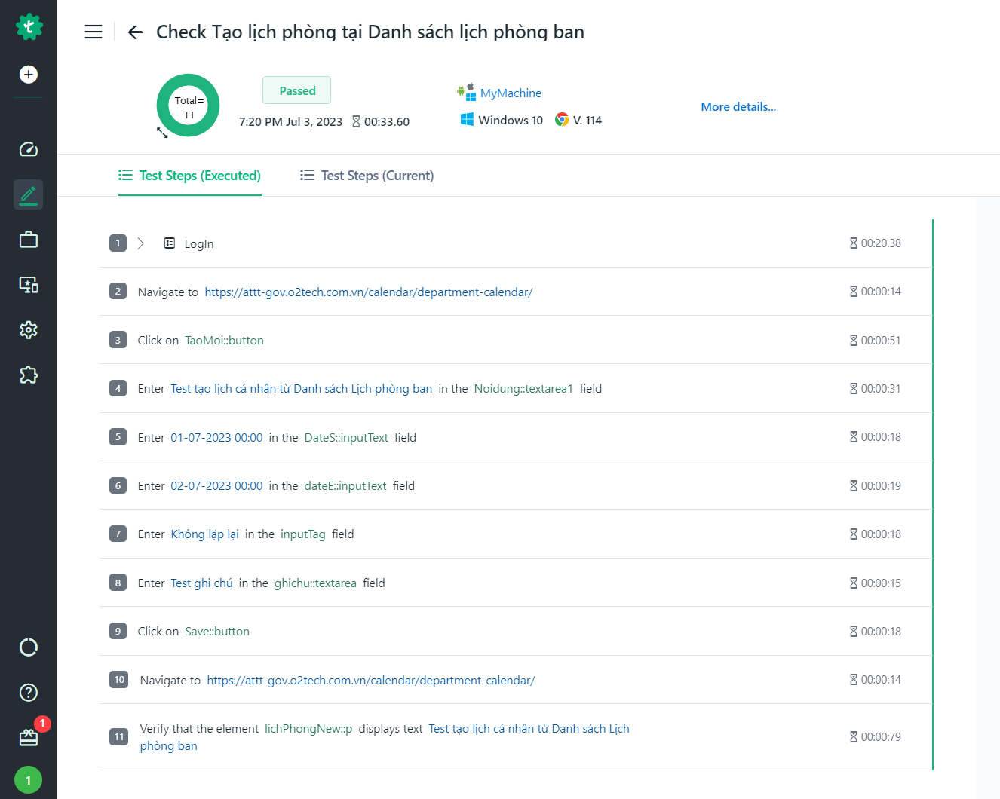 Check Tạo lịch phòng tại Danh sách lịch phòng ban
Total=
11
Passed
7:20 PM Jul 3, 2023 00:33.60
MyMachine
Windows 10 V. 114
More details...
Test Steps (Executed) Test Steps (Current)
1 LogIn 00:20.38
2 Navigate to https://attt-gov.o2tech.com.vn/calendar/department-calendar/ 00:00:14
3 Click on TaoMoi::button 00:00:51
4 Enter Test tạo lịch cá nhân từ Danh sách Lịch phòng ban in the Noidung::textarea1 field 00:00:31
5 Enter 01-07-2023 00:00 in the DateS::inputText field 00:00:18
6 Enter 02-07-2023 00:00 in the dateE::inputText field 00:00:19
7 Enter Không lặp lại in the inputTag field 00:00:18
8 Enter Test ghi chú in the ghichu::textarea field 00:00:15
9 Click on Save::button 00:00:18
10 Navigate to https://attt-gov.o2tech.com.vn/calendar/department-calendar/ 00:00:14
11 Verify that the element lichPhongNew::p displays text Test tạo lịch cá nhân từ Danh sách Lịch 00:00:79
phòng ban
1
1